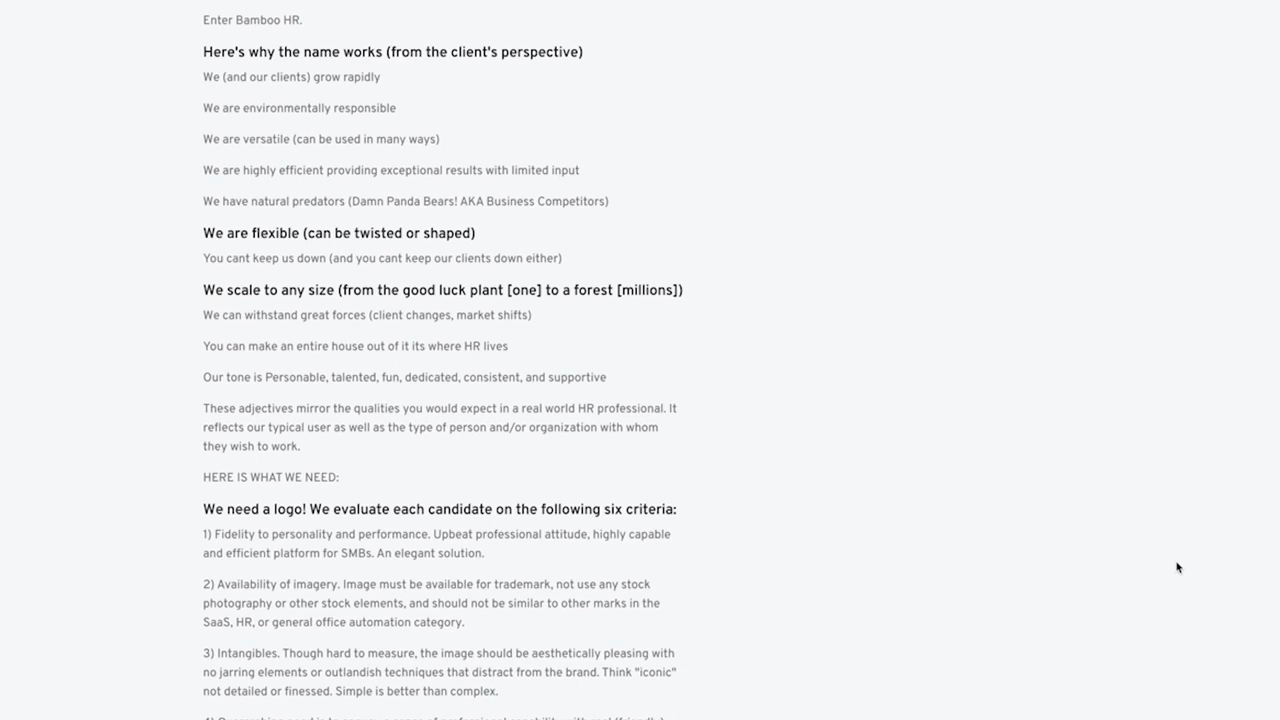 Enter Bamboo HR.
Here's why the name works (from the client's perspective)
We (and our clients) grow rapidly
We are environmentally responsible
We are versatile (can be used in many ways)
We are highly efficient providing exceptional results with limited input
We have natural predators (Damn Panda Bears! AKA Business Competitors)
We are flexible (can be twisted or shaped)
You cant keep us down (and you cant keep our clients down either)
We scale to any size (from the good luck plant [one] to a forest [millions])
We can withstand great forces (client changes, market shifts)
You can make an entire house out of it its where HR lives
Our tone is Personable, talented, fun, dedicated, consistent, and supportive
These adjectives mirror the qualities you would expect in a real world HR professional. It
reflects our typical user as well as the type of person and/or organization with whom
they wish to work.
HERE IS WHAT WE NEED:
We need a logo! We evaluate each candidate on the following six criteria:
1) Fidelity to personality and performance. Upbeat professional attitude, highly capable
and efficient platform for SMBs. An elegant solution.
2) Availability of imagery. Image must be available for trademark, not use any stock
photography or other stock elements, and should not be similar to other marks in the
SaaS, HR, or general office automation category.
3) Intangibles. Though hard to measure, the image should be aesthetically pleasing with
no jarring elements or outlandish techniques that distract from the brand. Think "iconic"
not detailed or finessed. Simple is better than complex.